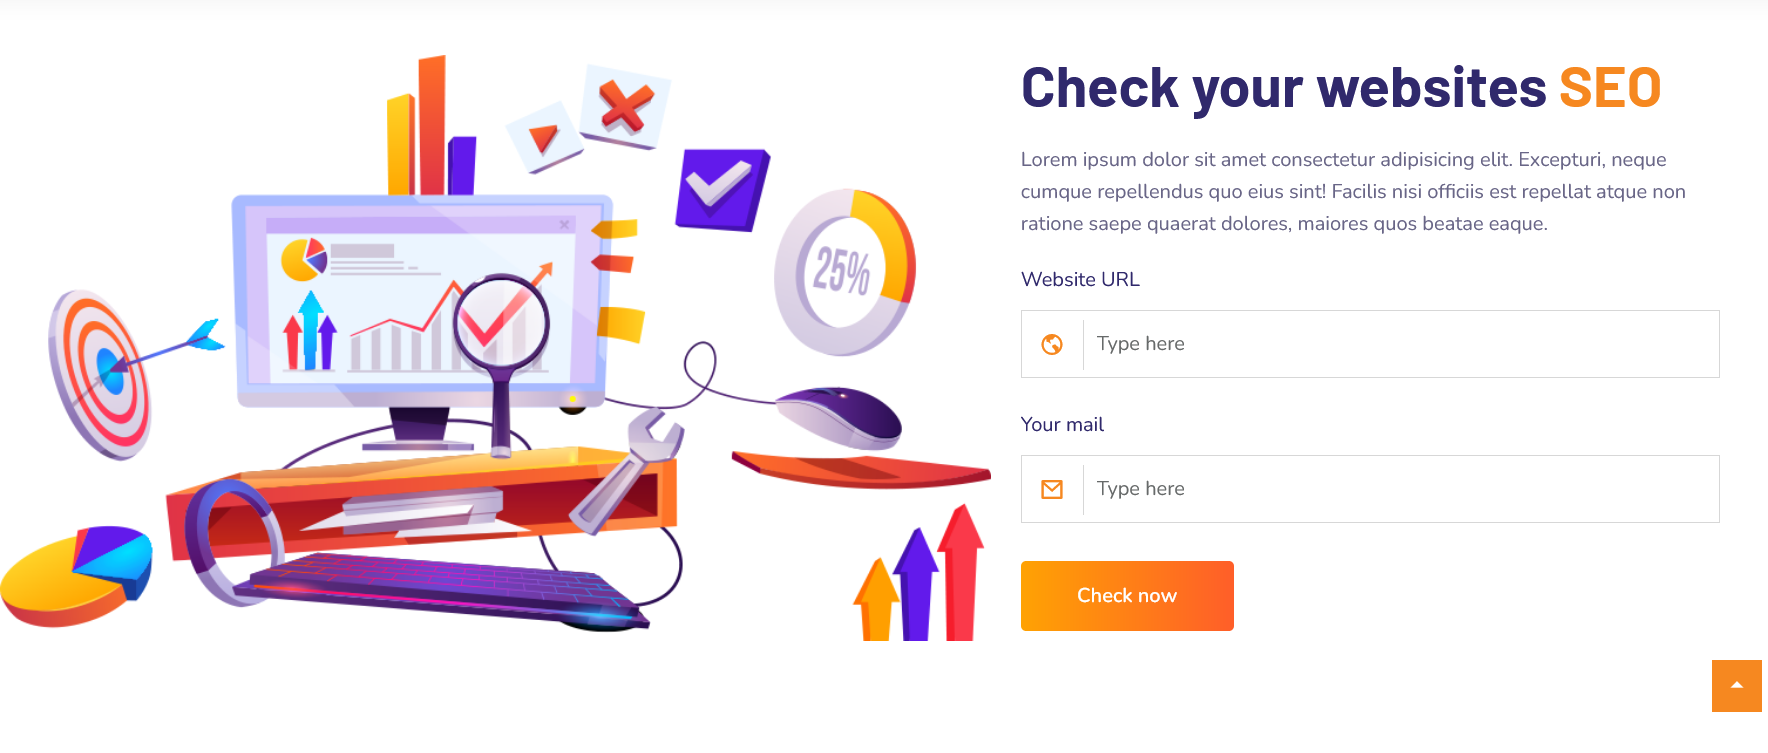 Check your websites SEO
Lorem ipsum dolor sit amet consectetur adipisicing elit. Excepturi, neque
cumque repellendus quo eius sint! Facilis nisi officiis est repellat atque non
ratione saepe quaerat dolores, maiores quos beatae eaque.
25%
Website URL
Type here
Your mail
Type here
Check now